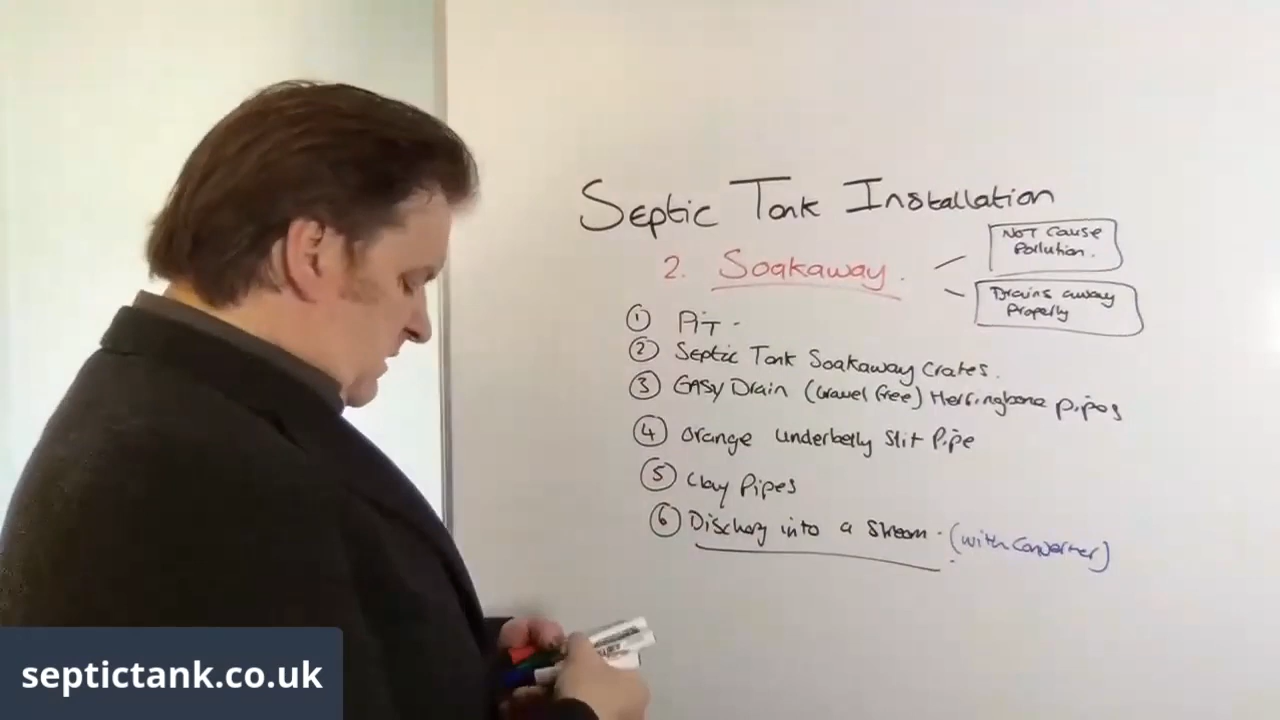 Septic Tank Installation
2. Soakaway.
Not Cause
Pollution.
Drains away
Properly
1 Pit -
2 Septic Tank Soakaway Crates.
3 EASY Drain (Gravel free) Herringbone pipes
4 Orange Underbelly Slit Pipe
5 Clay Pipes
6 into a Stream. (with Converter)
septictank.co.uk